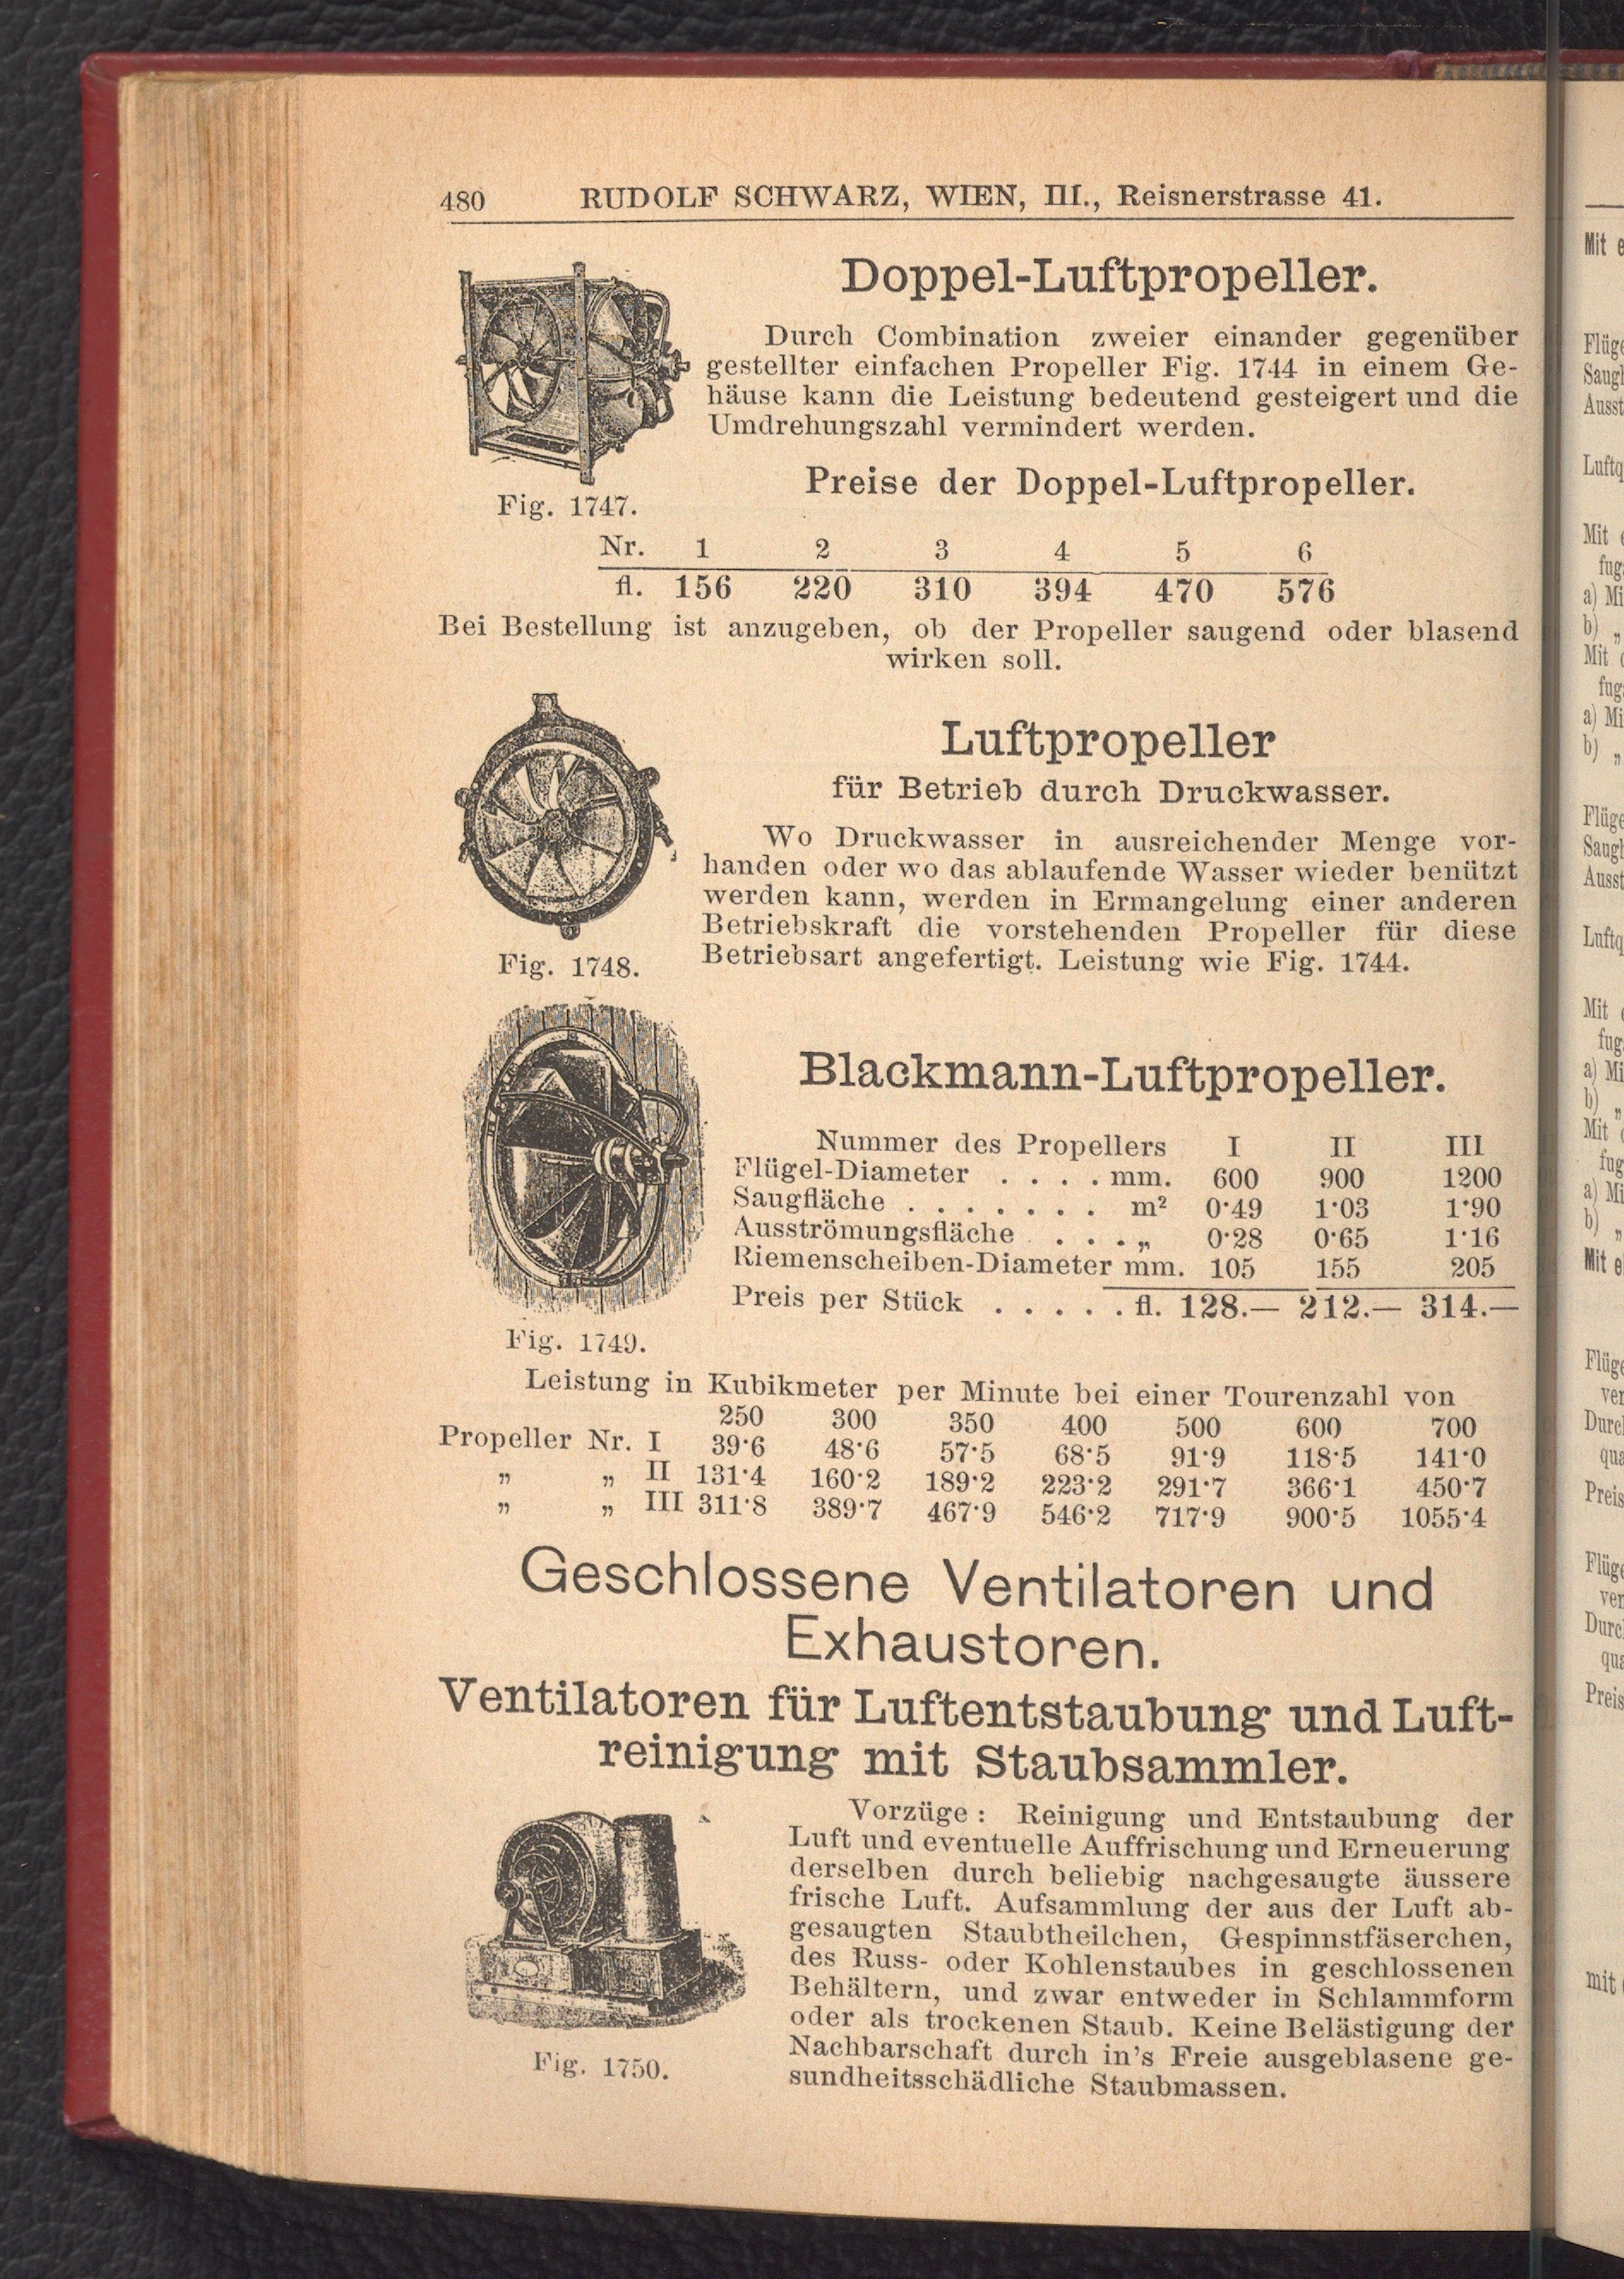 480 RUDOLF SCHWARZ, WIEN, III., Reisnerstrasse 41.
Doppel-Luftpropeller.
Durch Combination zweier einander gegenüber
gestellter einfachen Propeller Fig. 1744 in einem Ge-
häuse kann die Leistung bedeutend gesteigert und die
Umdrehungszahl vermindert werden.
Preise der Doppel-Luftpropeller.
Fig. 1747.
Nr. 1 2 3 4 5 6
fl. 156 220 310 394 470 576
Bei Bestellung ist anzugeben, ob der Propeller saugend oder blasend
wirken soll.
Luftpropeller
für Betrieb durch Druckwasser.
Wo Druckwasser in ausreichender Menge vor-
handen oder wo das ablaufende Wasser wieder benützt
werden kann, werden in Ermangelung einer anderen
Betriebskraft die vorstehenden Propeller für diese
Betriebsart angefertigt. Leistung wie Fig. 1744.
Fig. 1748.
Blackmann-Luftpropeller.
Nummer des Propellers I II III
Flügel-Diameter . . . . mm. 600 900 1200
Saugfläche . . . . . . . m² 0·49 1·03 1·90
Ausströmungsfläche . . . . „ 0·28 0·65 1·16
Riemenscheiben-Diameter mm. 105 155 205
Preis per Stück . . . . . fl. 128.— 212.— 314.—
Fig. 1749.
Leistung in Kubikmeter per Minute bei einer Tourenzahl von
250 300 350 400 500 600 700
Propeller Nr. I 39·6 48·6 57·5 68·5 91·9 118·5 141·0
„ „ II 131·4 160·2 189·2 223·2 291·7 366·1 450·7
„ „ III 311·8 389·7 467·9 546·2 717·9 900·5 1055·4
Geschlossene Ventilatoren und
Exhaustoren.
Ventilatoren für Luftentstaubung und Luft-
reinigung mit Staubsammler.
Vorzüge : Reinigung und Entstaubung der
Luft und eventuelle Auffrischung und Erneuerung
derselben durch beliebig nachgesaugte äussere
frische Luft. Aufsammlung der aus der Luft ab-
gesaugten Staubtheilchen, Gespinnstfäserchen,
des Russ- oder Kohlenstaubes in geschlossenen
Behältern, und zwar entweder in Schlammform
oder als trockenen Staub. Keine Belästigung der
Nachbarschaft durch in's Freie ausgeblasene ge-
sundheitsschädliche Staubmassen.
Fig. 1750.
Mit
Mit
a)
b) „
Mit
a)
b) „
Mit
a)
b) „
Mit
a)
b) „
Mit
mit